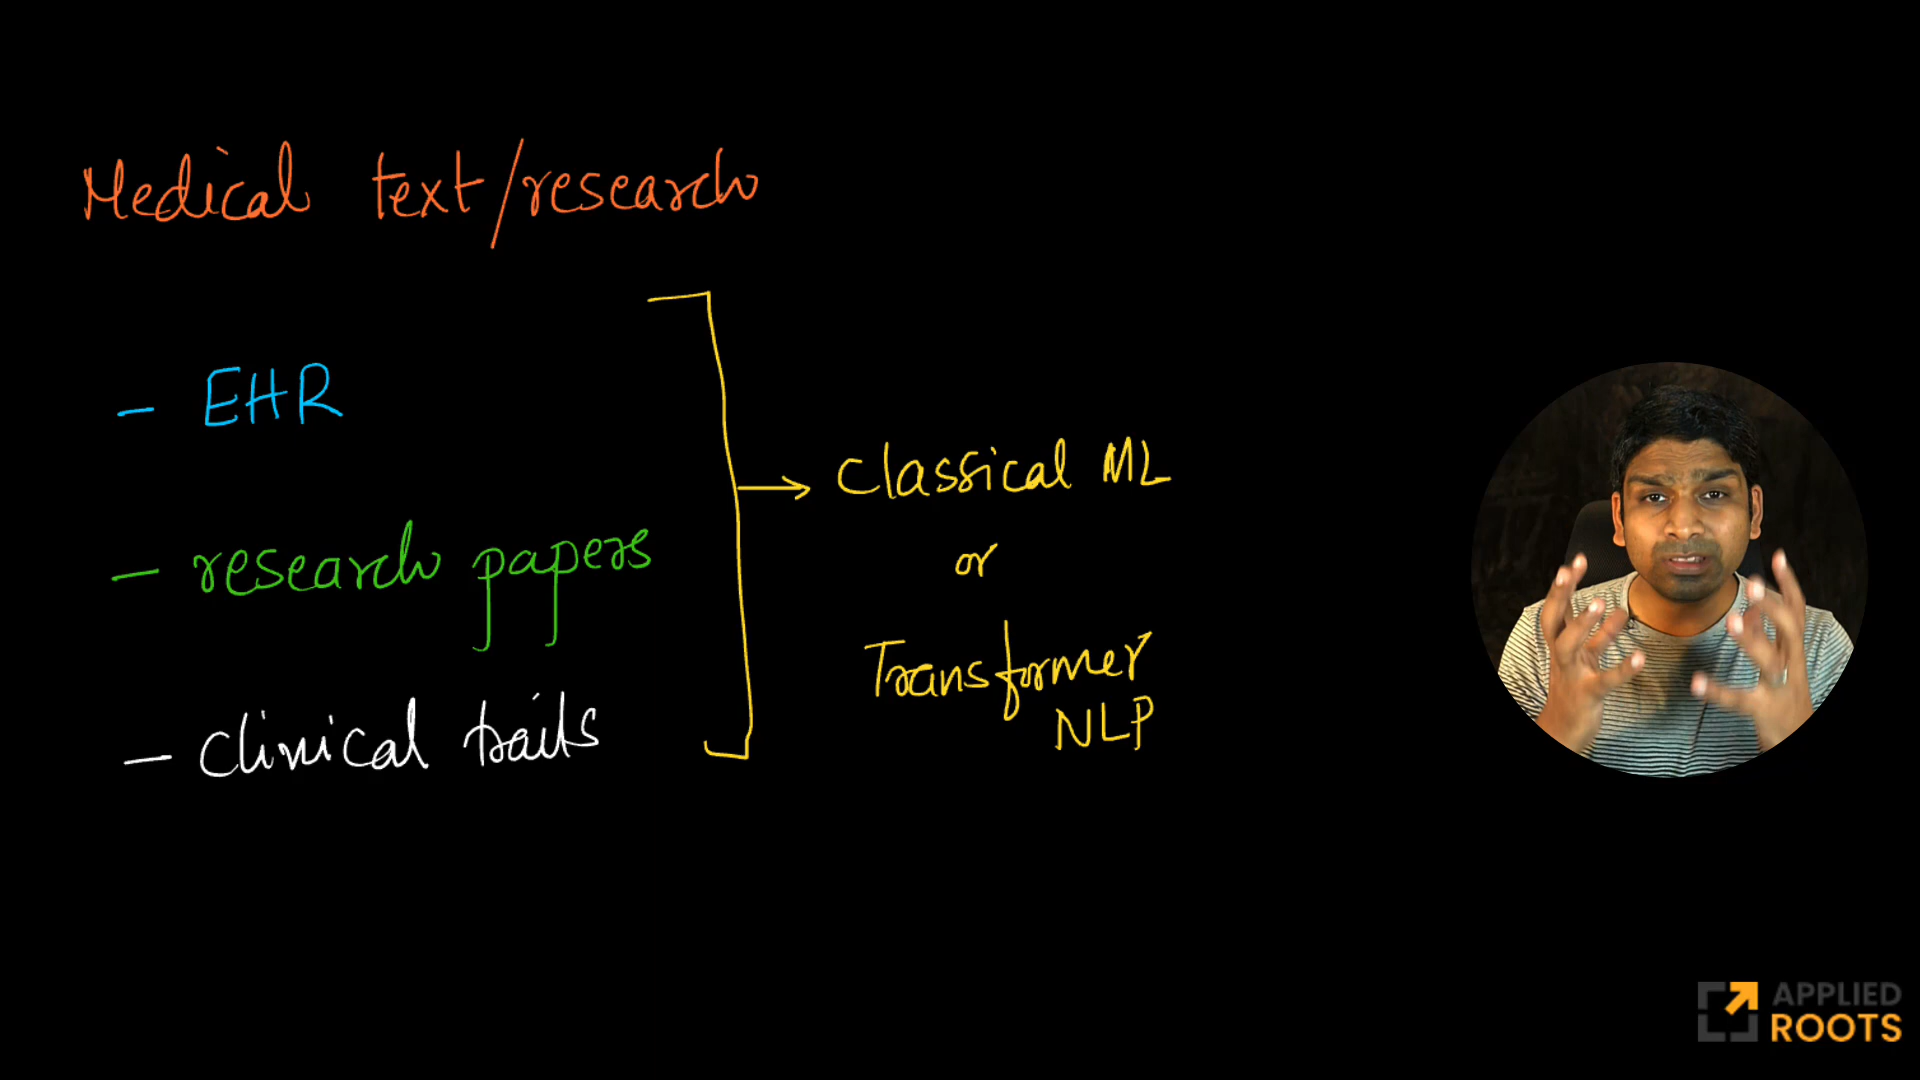 Medical text/research
- EHR
- research papers
- clinical trails
Classical ML
or
Transformer
NLP
APPLIED
ROOTS